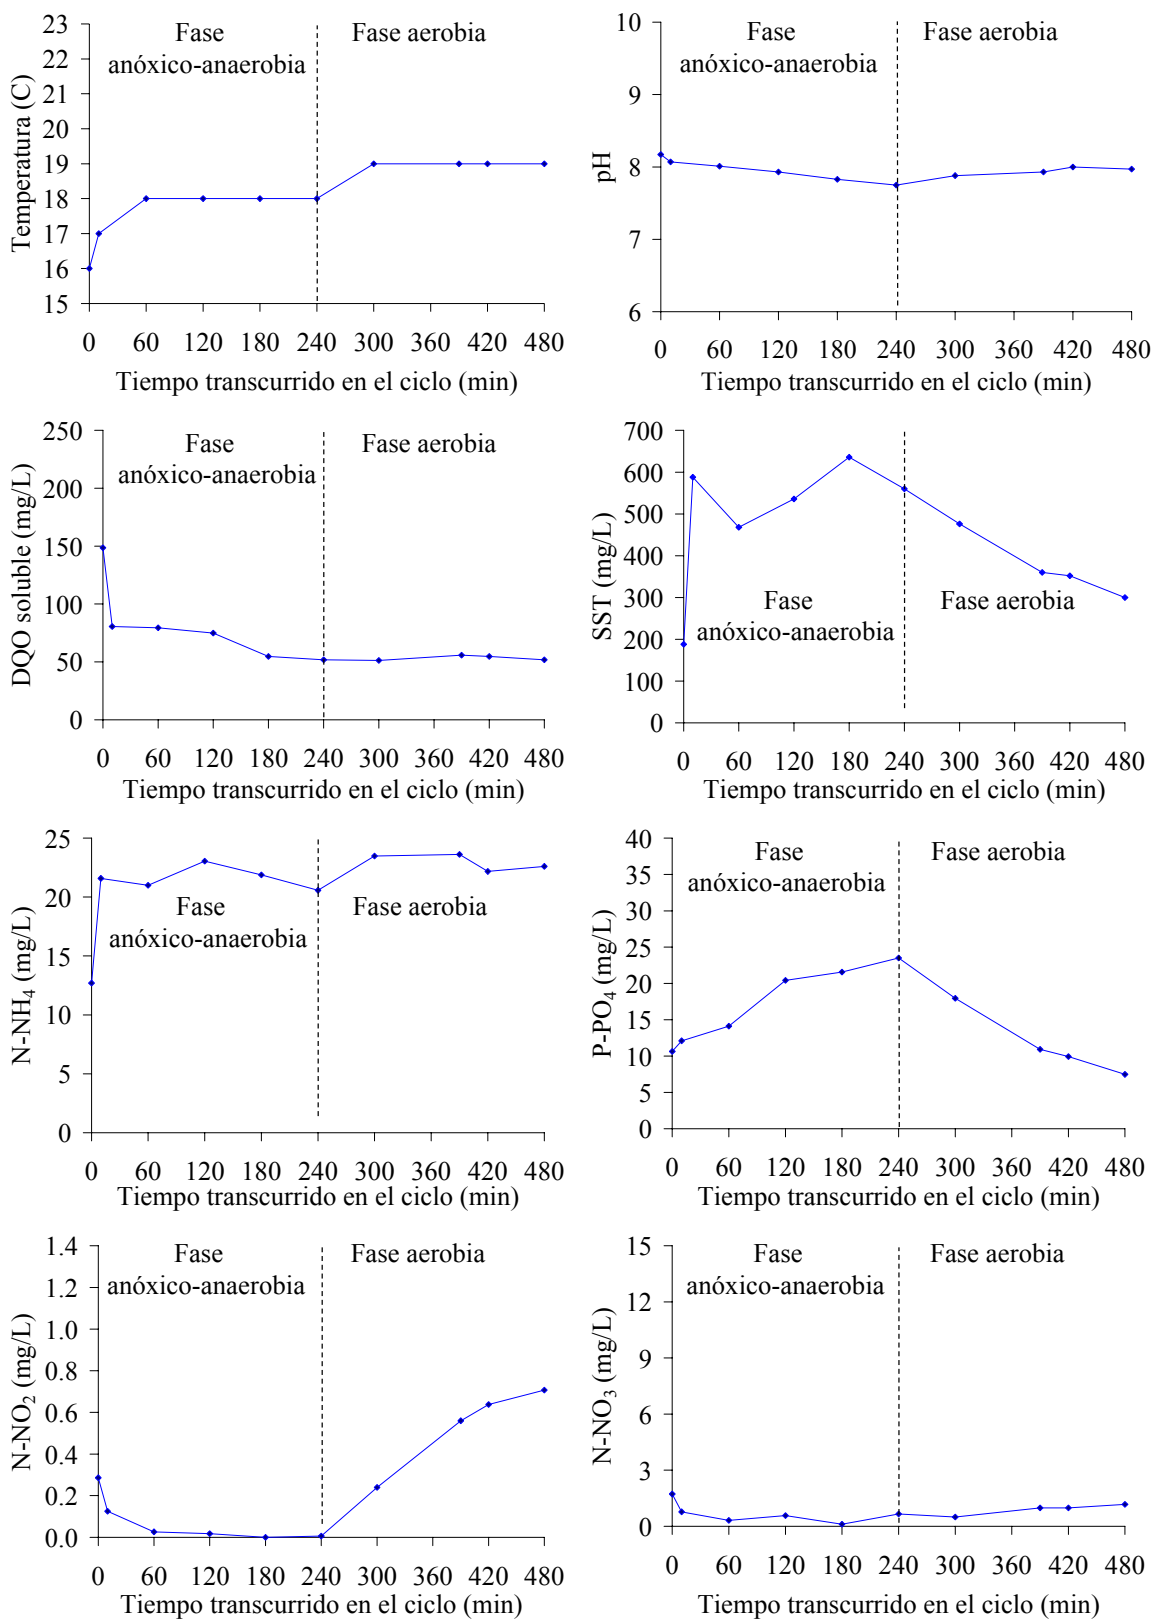 Temperatura (C)
23
22
21
20
19
18
17
16
15
Fase
anóxico-anaerobia
Fase aerobia
0 60 120 180 240 300 360 420 480
Tiempo transcurrido en el ciclo (min)
pH
10
9
8
7
6
Fase
anóxico-anaerobia
Fase aerobia
0 60 120 180 240 300 360 420 480
Tiempo transcurrido en el ciclo (min)
DQO soluble (mg/L)
250
200
150
100
50
0
Fase
anóxico-anaerobia
Fase aerobia
0 60 120 180 240 300 360 420 480
Tiempo transcurrido en el ciclo (min)
SST (mg/L)
700
600
500
400
300
200
100
0
Fase
anóxico-anaerobia
Fase aerobia
0 60 120 180 240 300 360 420 480
Tiempo transcurrido en el ciclo (min)
N-NH₄ (mg/L)
25
20
15
10
5
0
Fase
anóxico-anaerobia
Fase aerobia
0 60 120 180 240 300 360 420 480
Tiempo transcurrido en el ciclo (min)
P-PO₄ (mg/L)
40
35
30
25
20
15
10
5
0
Fase
anóxico-anaerobia
Fase aerobia
0 60 120 180 240 300 360 420 480
Tiempo transcurrido en el ciclo (min)
N-NO₂ (mg/L)
1.4
1.2
1.0
0.8
0.6
0.4
0.2
0.0
Fase
anóxico-anaerobia
Fase aerobia
0 60 120 180 240 300 360 420 480
Tiempo transcurrido en el ciclo (min)
N-NO₃ (mg/L)
15
12
9
6
3
0
Fase
anóxico-anaerobia
Fase aerobia
0 60 120 180 240 300 360 420 480
Tiempo transcurrido en el ciclo (min)